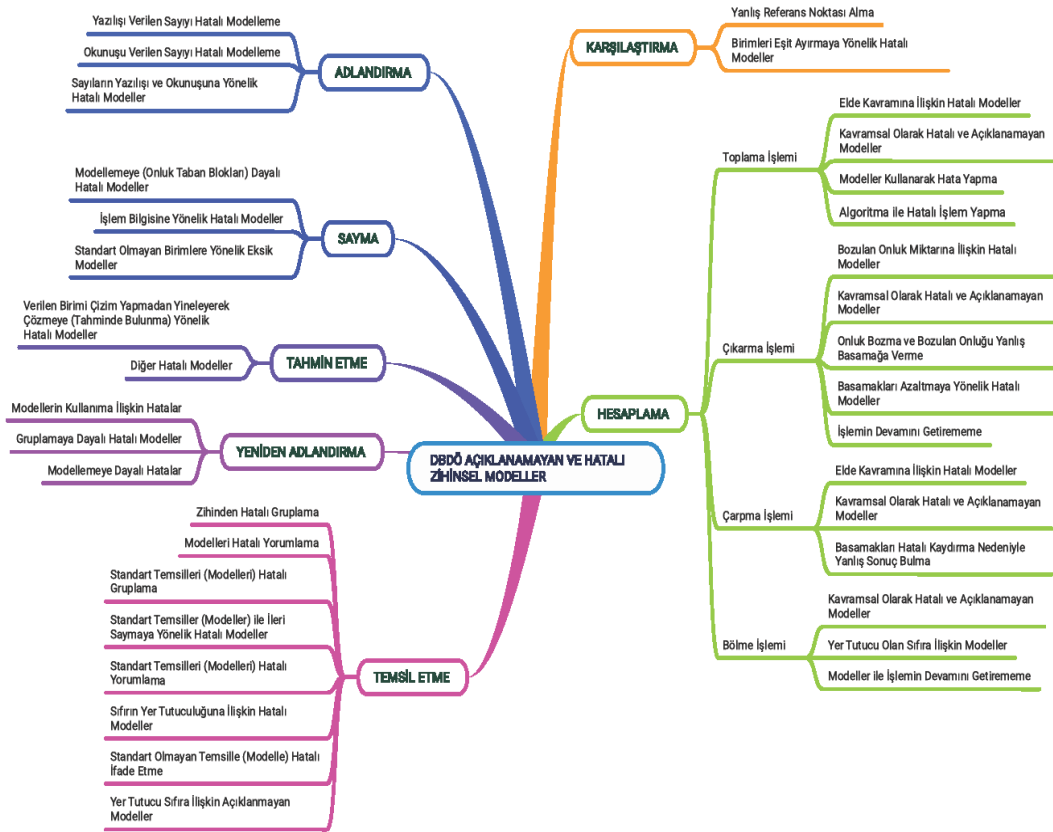 Yazılışı Verilen Sayıyı Hatalı Modelleme
Okunuşu Verilen Sayıyı Hatalı Modelleme
Sayıların Yazılışı ve Okunuşuna Yönelik
Hatalı Modeller
ADLANDIRMA
Modellemeye (Onluk Taban Blokları) Dayalı
Hatalı Modeller
İşlem Bilgisine Yönelik Hatalı Modeller
Standart Olmayan Birimlere Yönelik Eksik
Modeller
SAYMA
Verilen Birimi Çizim Yapmadan Yineleyerek
Çözmeye (Tahminde Bulunma) Yönelik
Hatalı Modeller
Diğer Hatalı Modeller
TAHMİN ETME
Modellerin Kullanıma İlişkin Hatalar
Gruplamaya Dayalı Hatalı Modeller
Modellemeye Dayalı Hatalar
YENİDEN ADLANDIRMA
DBDÖ AÇIKLANAMAYAN VE HATALI
ZİHİNSEL MODELLER
Zihinden Hatalı Gruplama
Modelleri Hatalı Yorumlama
Standart Temsilleri (Modelleri) Hatalı
Gruplama
Standart Temsiller (Modeller) ile İleri
Saymaya Yönelik Hatalı Modeller
Standart Temsilleri (Modelleri) Hatalı
Yorumlama
Sıfırın Yer Tutuculuğuna İlişkin Hatalı
Modeller
Standart Olmayan Temsille (Modelle) Hatalı
İfade Etme
Yer Tutucu Sıfıra İlişkin Açıklanmayan
Modeller
TEMSİL ETME
KARŞILAŞTIRMA
Yanlış Referans Noktası Alma
Birimleri Eşit Ayırmaya Yönelik Hatalı
Modeller
HESAPLAMA
Toplama İşlemi
Elde Kavramına İlişkin Hatalı Modeller
Kavramsal Olarak Hatalı ve Açıklanamayan
Modeller
Modeller Kullanarak Hata Yapma
Algoritma ile Hatalı İşlem Yapma
Çıkarma İşlemi
Bozulan Onluk Miktarına İlişkin Hatalı
Modeller
Kavramsal Olarak Hatalı ve Açıklanamayan
Modeller
Onluk Bozma ve Bozulan Onluğu Yanlış
Basamağa Verme
Basamakları Azaltmaya Yönelik Hatalı
Modeller
İşlemin Devamını Getirememe
Çarpma İşlemi
Elde Kavramına İlişkin Hatalı Modeller
Kavramsal Olarak Hatalı ve Açıklanamayan
Modeller
Basamakları Hatalı Kaydırma Nedeniyle
Yanlış Sonuç Bulma
Bölme İşlemi
Kavramsal Olarak Hatalı ve Açıklanamayan
Modeller
Yer Tutucu Olan Sıfıra İlişkin Modeller
Modeller ile İşlemin Devamını Getirememe